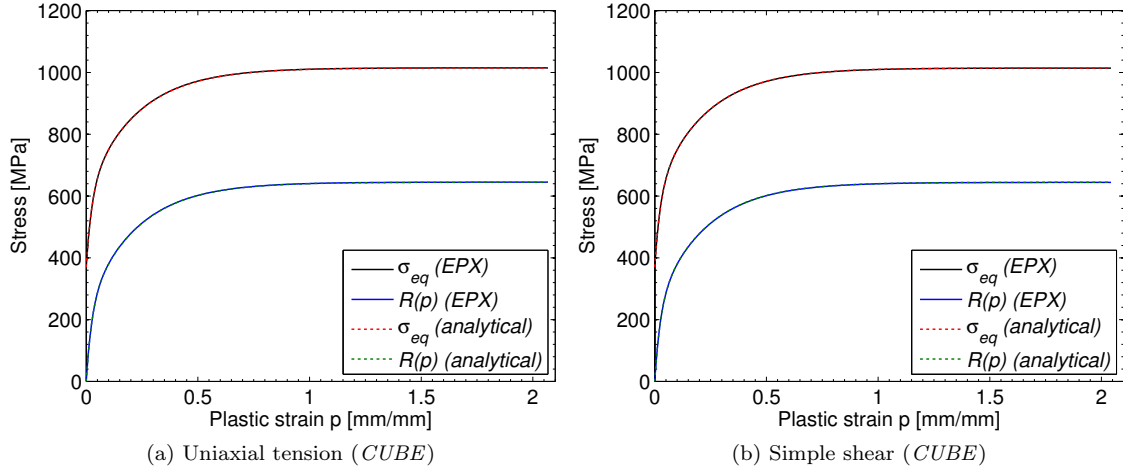 1200
1000
800
600
400
200
0
Stress [MPa]
σeq (EPX)
R(p) (EPX)
σeq (analytical)
R(p) (analytical)
0 0.5 1 1.5 2
Plastic strain p [mm/mm]
(a) Uniaxial tension (CUBE)
1200
1000
800
600
400
200
0
Stress [MPa]
σeq (EPX)
R(p) (EPX)
σeq (analytical)
R(p) (analytical)
0 0.5 1 1.5 2
Plastic strain p [mm/mm]
(b) Simple shear (CUBE)